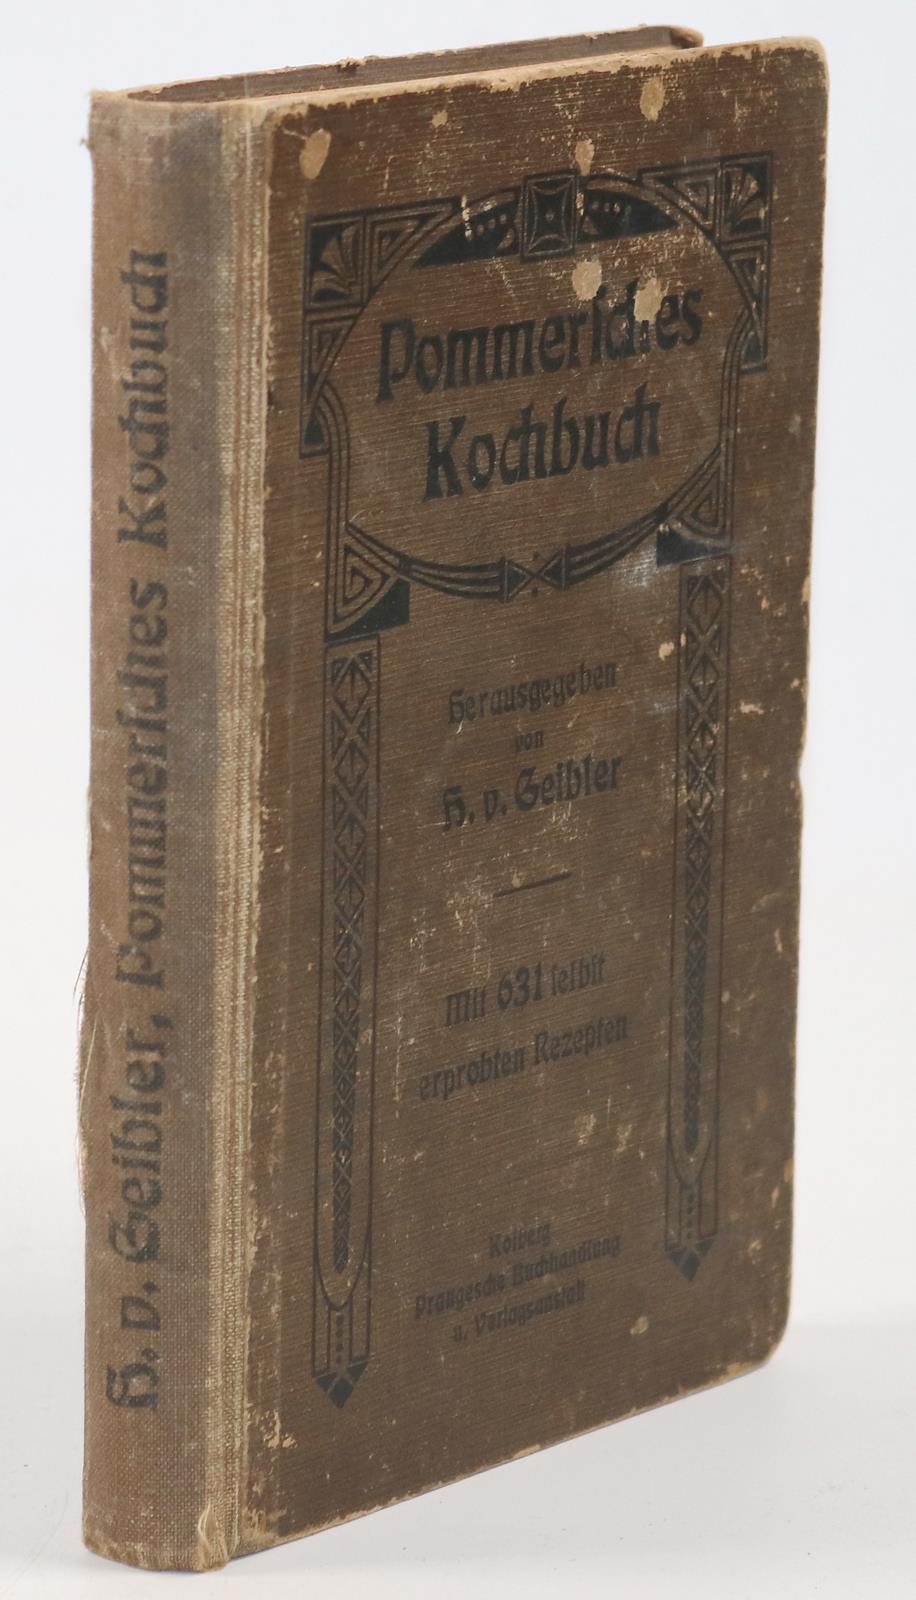 H. v. Geibler, Pommersches Kochbuch
Pommersches
Kochbuch
Herausgegeben
von
H. v. Geibler
Mit 631 selbst
erprobten Rezepten
Kolberg
Prangesche Buchhandlung
u. Verlagsanstalt